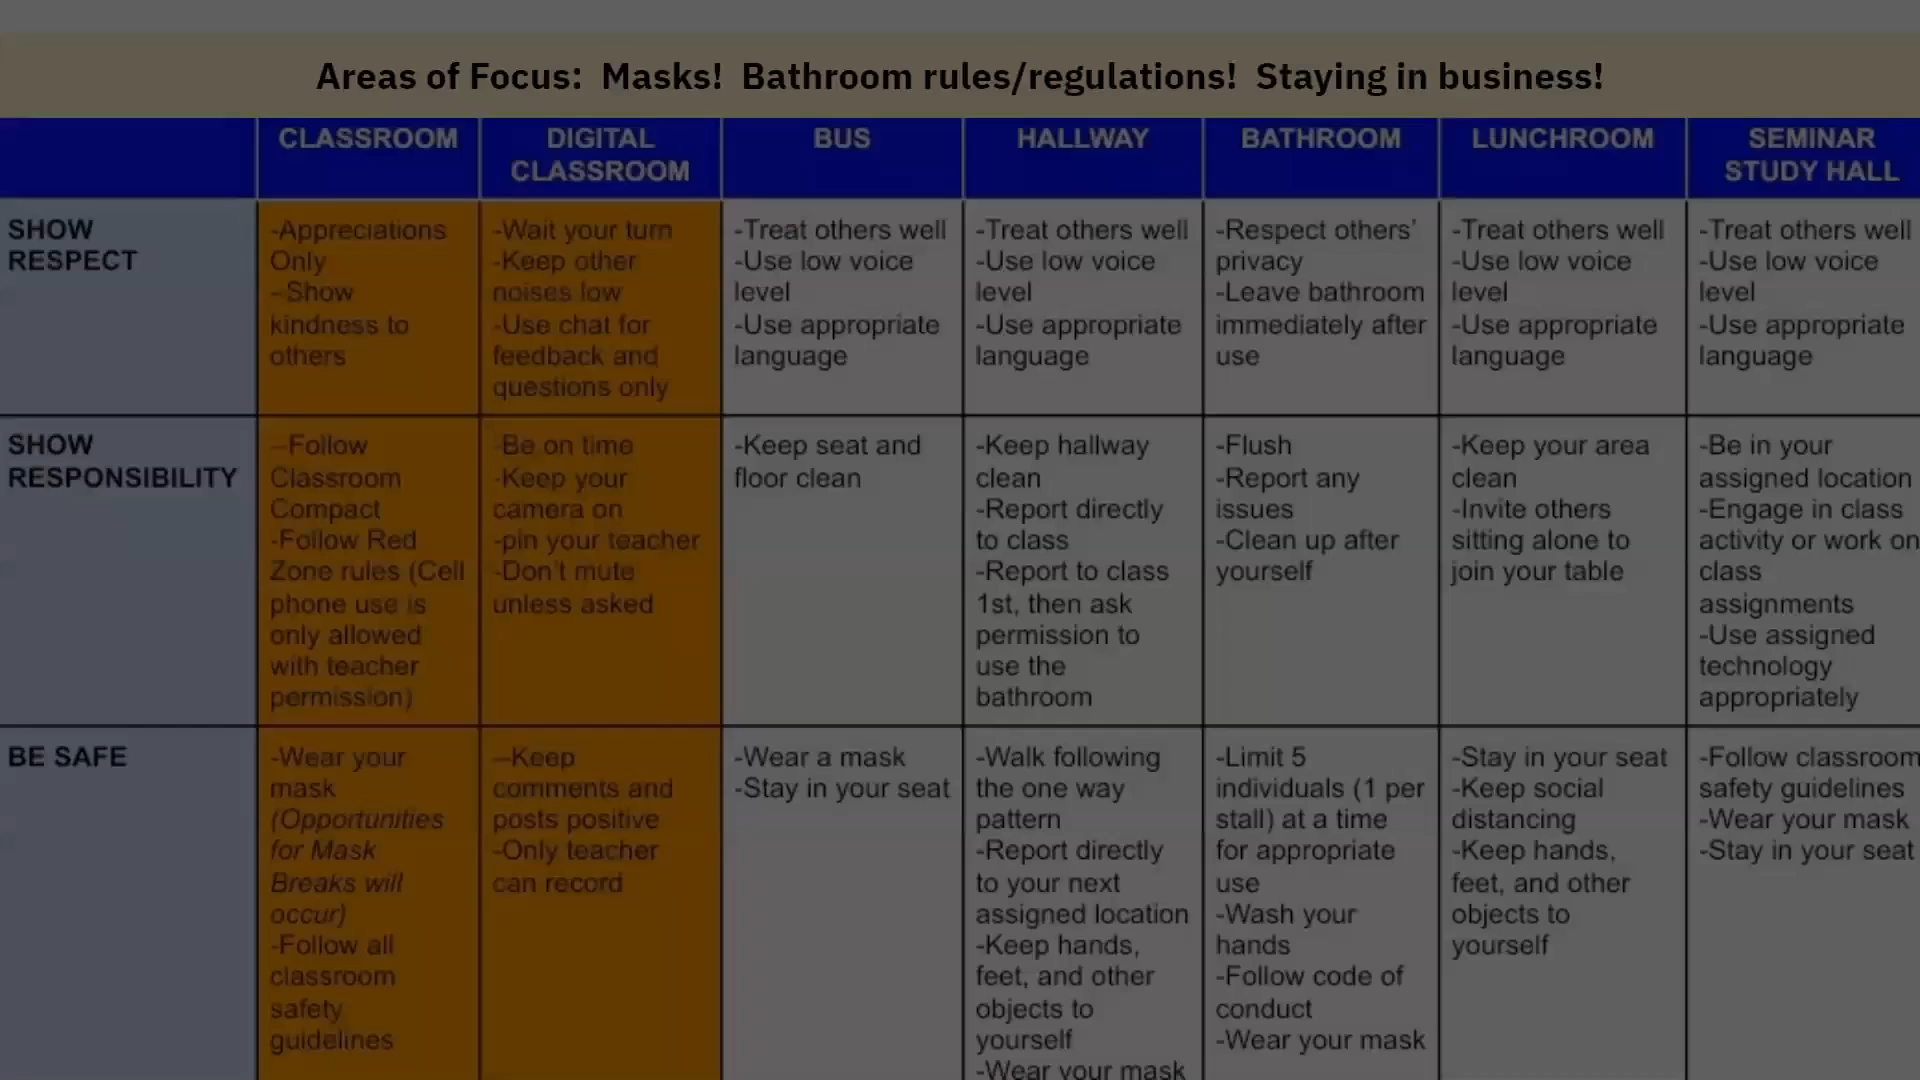 Areas of Focus: Masks! Bathroom rules/regulations! Staying in business!
CLASSROOM
DIGITAL
CLASSROOM
BUS
HALLWAY
BATHROOM
LUNCHROOM
SEMINAR
STUDY HALL
SHOW
RESPECT
-Appreciations
Only
--Show
kindness to
others
-Wait your turn
-Keep other
noises low
-Use chat for
feedback and
questions only
-Treat others well
-Use low voice
level
-Use appropriate
language
-Treat others well
-Use low voice
level
-Use appropriate
language
-Respect others’
privacy
-Leave bathroom
immediately after
use
-Treat others well
-Use low voice
level
-Use appropriate
language
-Treat others well
-Use low voice
level
-Use appropriate
language
SHOW
RESPONSIBILITY
--Follow
Classroom
Compact
-Follow Red
Zone rules (Cell
phone use is
only allowed
with teacher
permission)
-Be on time
-Keep your
camera on
-pin your teacher
-Don’t mute
unless asked
-Keep seat and
floor clean
-Keep hallway
clean
-Report directly
to class
-Report to class
1st, then ask
permission to
use the
bathroom
-Flush
-Report any
issues
-Clean up after
yourself
-Keep your area
clean
-Invite others
sitting alone to
join your table
-Be in your
assigned location
-Engage in class
activity or work on
class
assignments
-Use assigned
technology
appropriately
BE SAFE
-Wear your
mask
(Opportunities
for Mask
Breaks will
occur)
-Follow all
classroom
safety
guidelines
--Keep
comments and
posts positive
-Only teacher
can record
-Wear a mask
-Stay in your seat
-Walk following
the one way
pattern
-Report directly
to your next
assigned location
-Keep hands,
feet, and other
objects to
yourself
-Wear your mask
-Limit 5
individuals (1 per
stall) at a time
for appropriate
use
-Wash your
hands
-Follow code of
conduct
-Wear your mask
-Stay in your seat
-Keep social
distancing
-Keep hands,
feet, and other
objects to
yourself
-Follow classroom
safety guidelines
-Wear your mask
-Stay in your seat